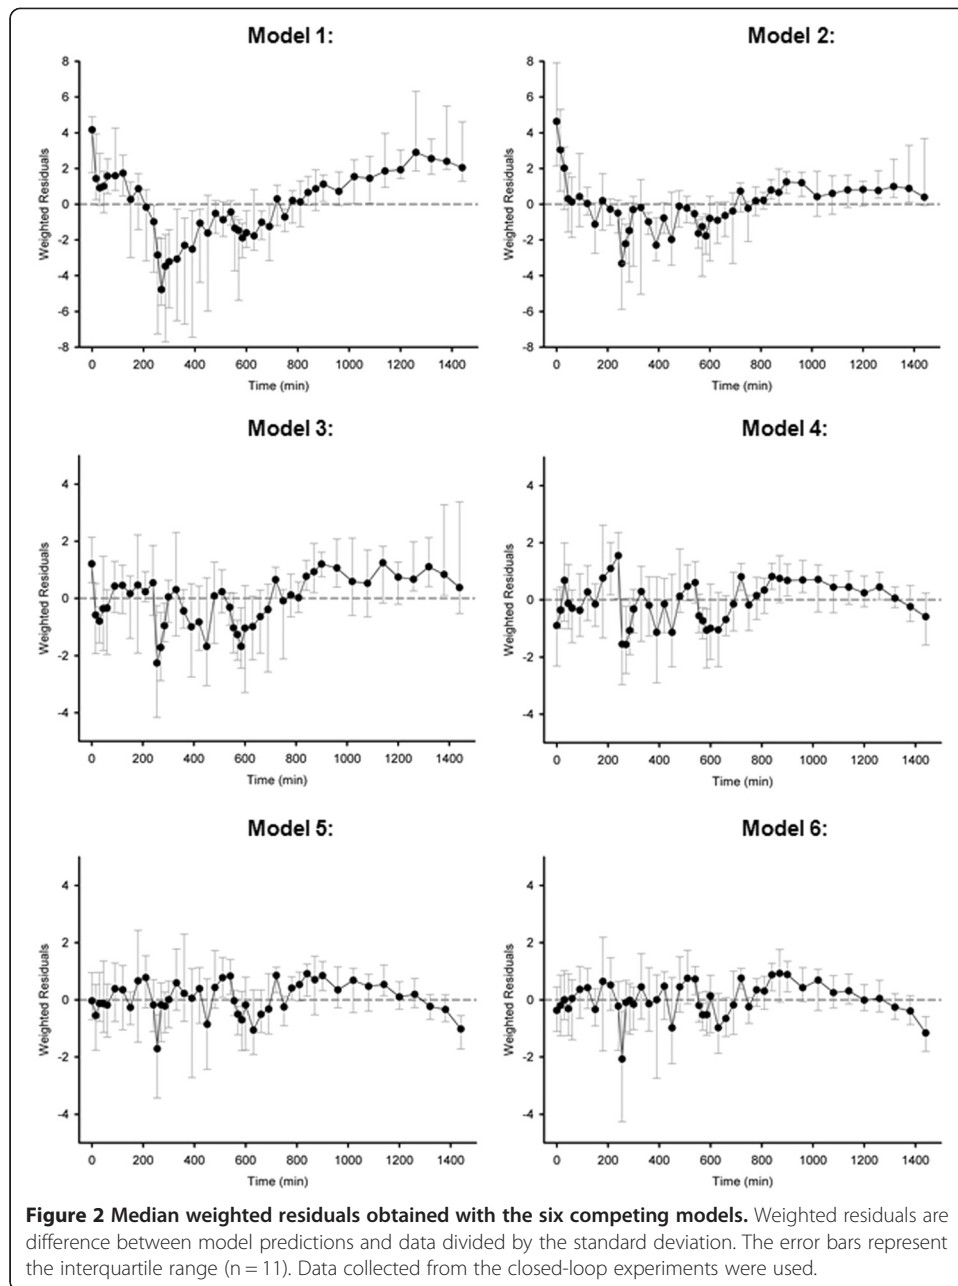 Model 1:
8
6
4
2
0
-2
-4
-6
-8
Weighted Residuals
0 200 400 600 800 1000 1200 1400
Time (min)
Model 2:
8
6
4
2
0
-2
-4
-6
-8
Weighted Residuals
0 200 400 600 800 1000 1200 1400
Time (min)
Model 3:
4
2
0
-2
-4
Weighted Residuals
0 200 400 600 800 1000 1200 1400
Time (min)
Model 4:
4
2
0
-2
-4
Weighted Residuals
0 200 400 600 800 1000 1200 1400
Time (min)
Model 5:
4
2
0
-2
-4
Weighted Residuals
0 200 400 600 800 1000 1200 1400
Time (min)
Model 6:
4
2
0
-2
-4
Weighted Residuals
0 200 400 600 800 1000 1200 1400
Time (min)
Figure 2 Median weighted residuals obtained with the six competing models. Weighted residuals are
difference between model predictions and data divided by the standard deviation. The error bars represent
the interquartile range (n = 11). Data collected from the closed-loop experiments were used.